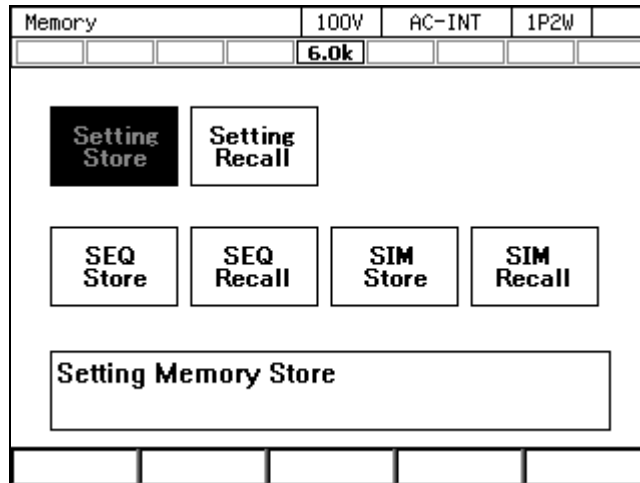 Memory 100V AC-INT 1P2W
6.0k
Setting Store
Setting Recall
SEQ Store
SEQ Recall
SIM Store
SIM Recall
Setting Memory Store